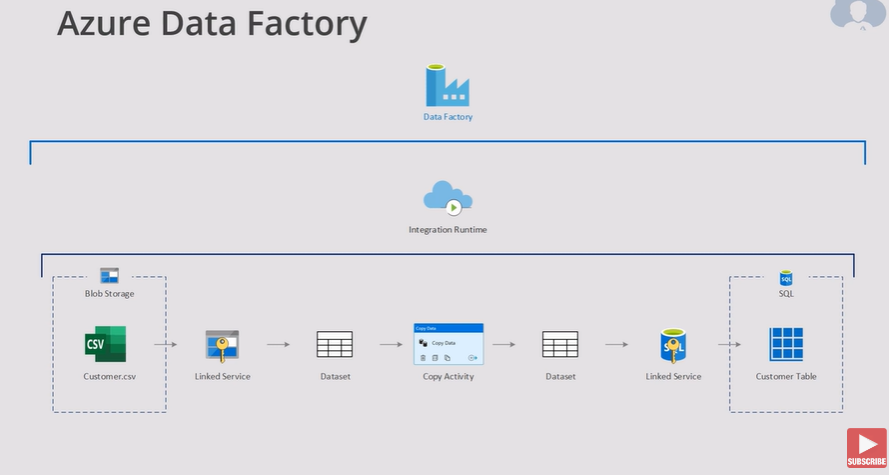 Azure Data Factory
Data Factory
Integration Runtime
Blob Storage
SQL
SQL
CSV
Copy Data
Copy Data
SQL
Customer.csv
Linked Service
Dataset
Copy Activity
Dataset
Linked Service
Customer Table
SUBSCRIBE